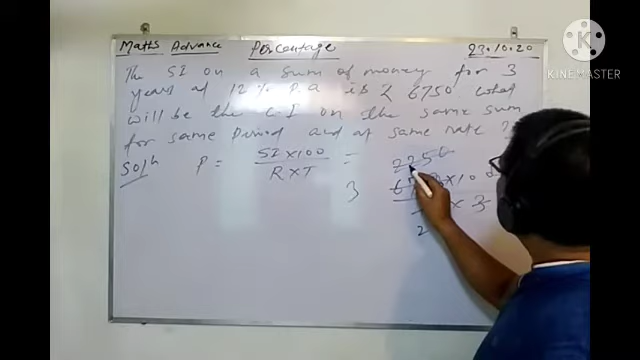 Maths Advance Percentage 23.10.20
KINEMASTER
The SI on a sum of money for 3
years at 12% P.A is ₹ 6750 what
will be the C.I on the same sum
for same period and at same rate ?
Solⁿ P = SI×100 / R×T =
225
3
×100
× 3
2